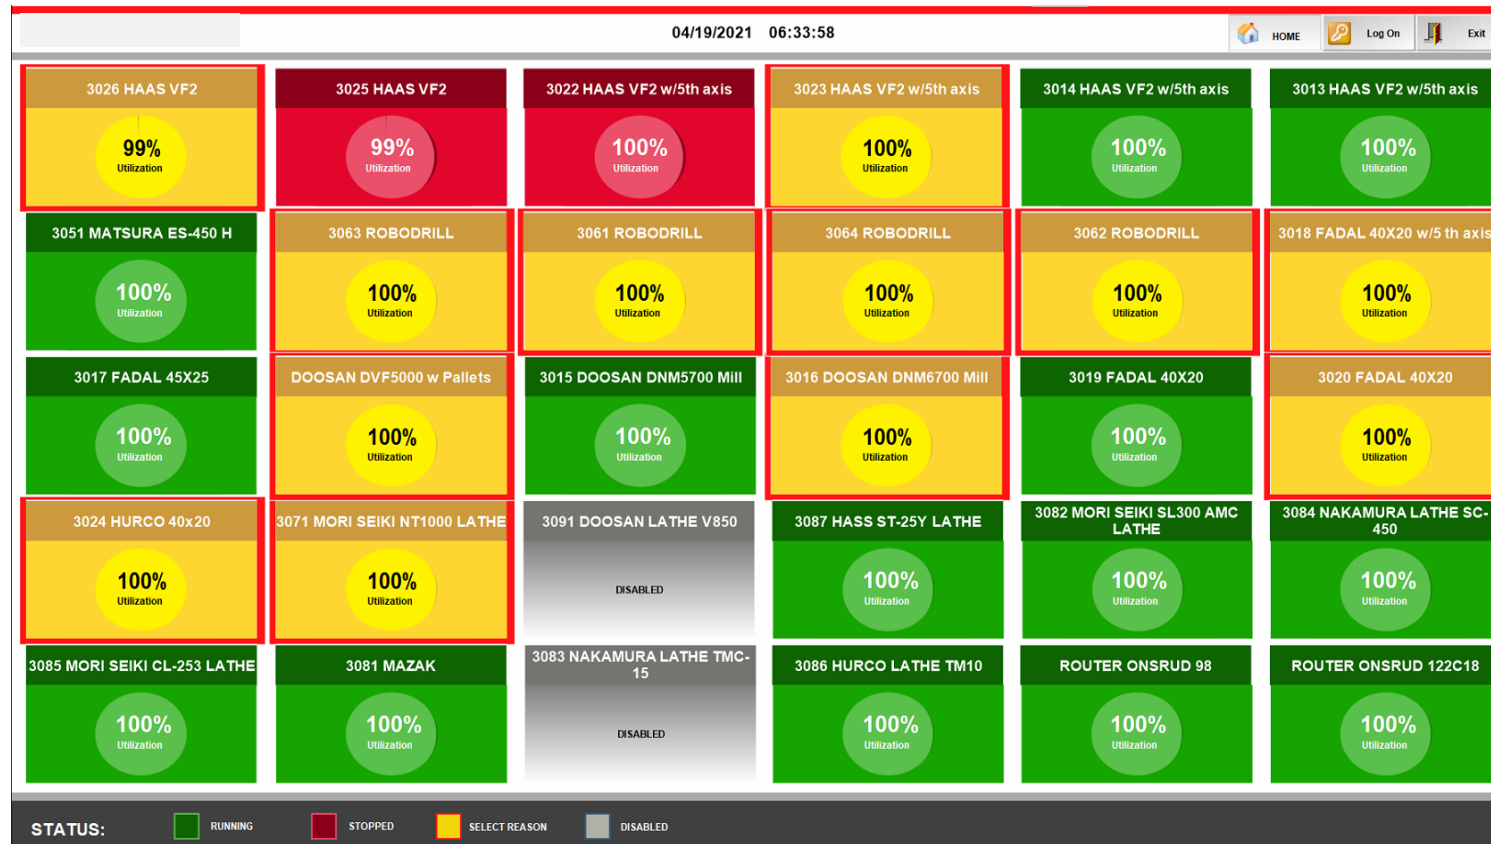 04/19/2021 06:33:58
HOME
Log On
Exit
3026 HAAS VF2
99%
Utilization
3025 HAAS VF2
99%
Utilization
3022 HAAS VF2 w/5th axis
100%
Utilization
3023 HAAS VF2 w/5th axis
100%
Utilization
3014 HAAS VF2 w/5th axis
100%
Utilization
3013 HAAS VF2 w/5th axis
100%
Utilization
3051 MATSURA ES-450 H
100%
Utilization
3063 ROBODRILL
100%
Utilization
3061 ROBODRILL
100%
Utilization
3064 ROBODRILL
100%
Utilization
3062 ROBODRILL
100%
Utilization
3018 FADAL 40X20 w/5 th axis
100%
Utilization
3017 FADAL 45X25
100%
Utilization
DOOSAN DVF5000 w Pallets
100%
Utilization
3015 DOOSAN DNM5700 Mill
100%
Utilization
3016 DOOSAN DNM6700 Mill
100%
Utilization
3019 FADAL 40X20
100%
Utilization
3020 FADAL 40X20
100%
Utilization
3024 HURCO 40x20
100%
Utilization
3071 MORI SEIKI NT1000 LATHE
100%
Utilization
3091 DOOSAN LATHE V850
DISABLED
3087 HASS ST-25Y LATHE
100%
Utilization
3082 MORI SEIKI SL300 AMC
LATHE
100%
Utilization
3084 NAKAMURA LATHE SC-
450
100%
Utilization
3085 MORI SEIKI CL-253 LATHE
100%
Utilization
3081 MAZAK
100%
Utilization
3083 NAKAMURA LATHE TMC-
15
DISABLED
3086 HURCO LATHE TM10
100%
Utilization
ROUTER ONSRUD 98
100%
Utilization
ROUTER ONSRUD 122C18
100%
Utilization
STATUS:
RUNNING
STOPPED
SELECT REASON
DISABLED